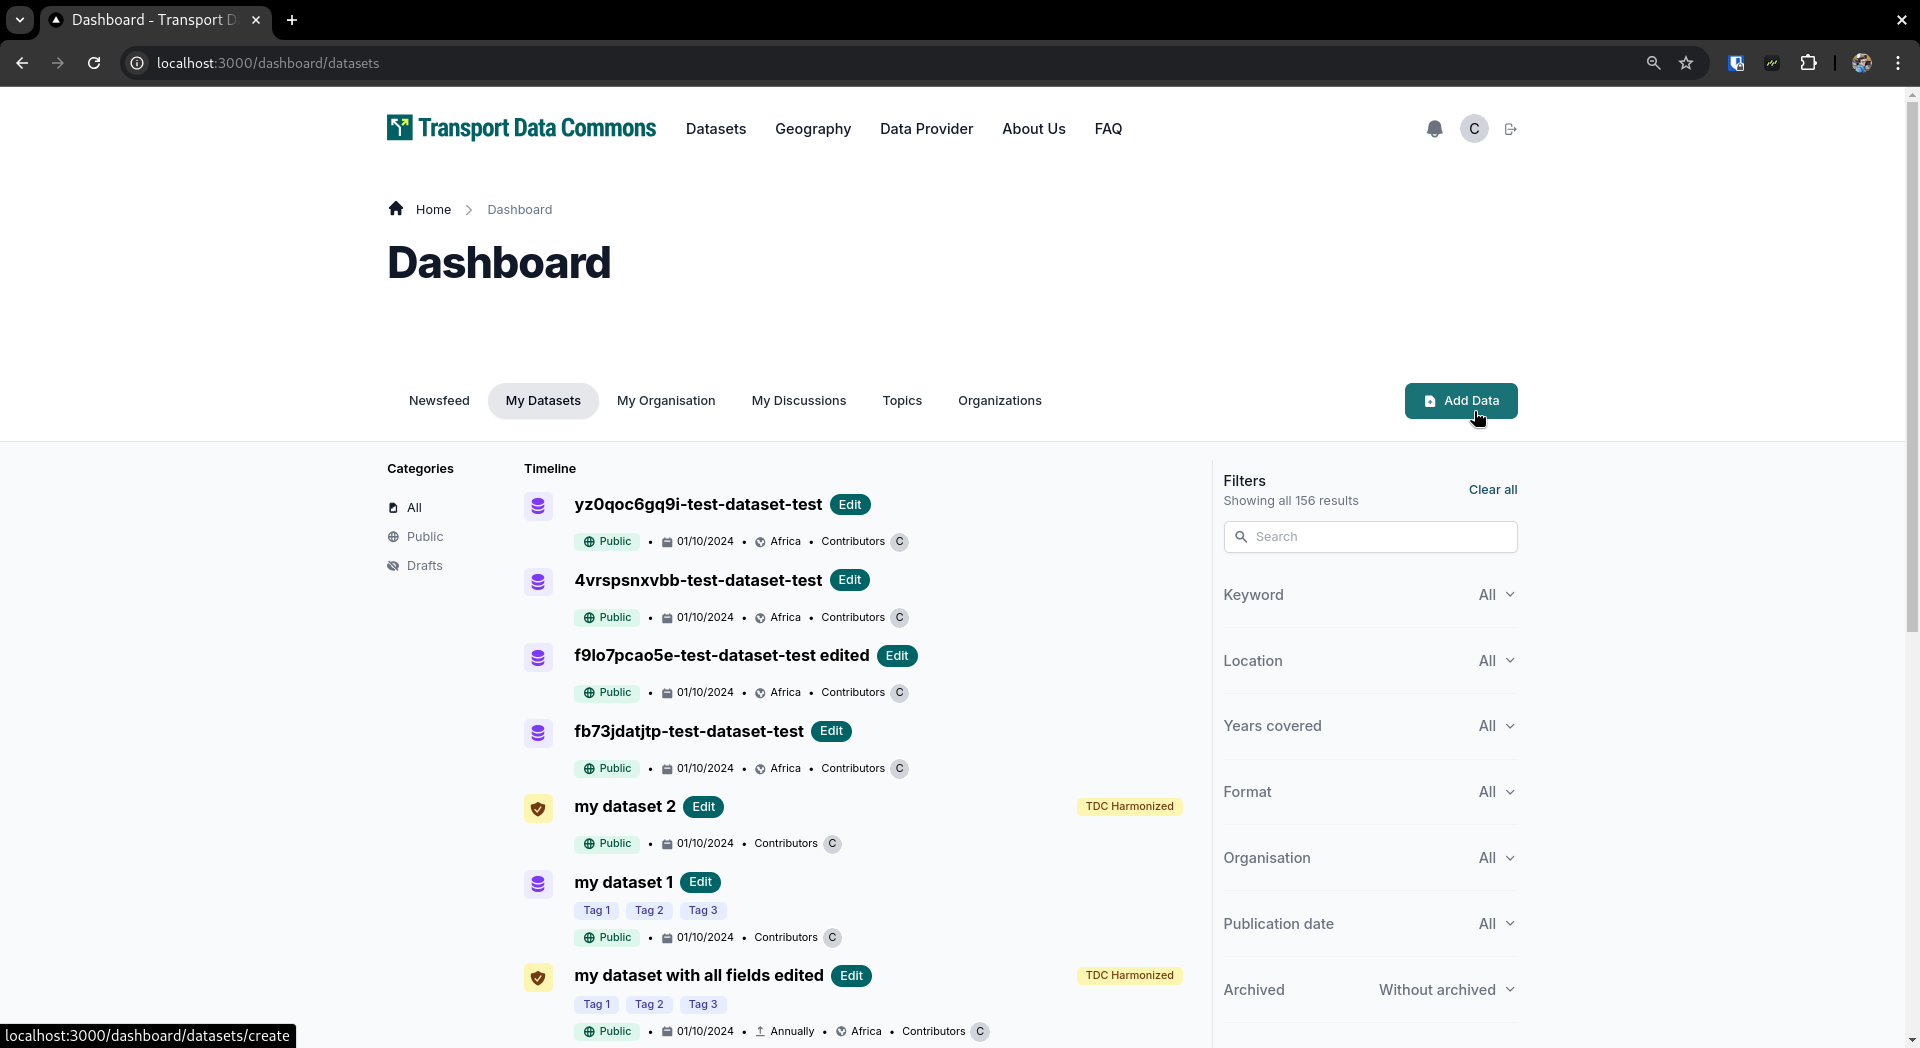 Dashboard - Transport D
localhost:3000/dashboard/datasets
Transport Data Commons
Datasets
Geography
Data Provider
About Us
FAQ
C
Home
Dashboard
Dashboard
Newsfeed
My Datasets
My Organisation
My Discussions
Topics
Organizations
Add Data
Categories
All
Public
Drafts
Timeline
yz0qoc6gq9i-test-dataset-test Edit
Public • 01/10/2024 • Africa • Contributors C
4vrspsnxvbb-test-dataset-test Edit
Public • 01/10/2024 • Africa • Contributors C
f9lo7pcao5e-test-dataset-test edited Edit
Public • 01/10/2024 • Africa • Contributors C
fb73jdatjtp-test-dataset-test Edit
Public • 01/10/2024 • Africa • Contributors C
my dataset 2 Edit TDC Harmonized
Public • 01/10/2024 • Contributors C
my dataset 1 Edit
Tag 1 Tag 2 Tag 3
Public • 01/10/2024 • Contributors C
my dataset with all fields edited Edit TDC Harmonized
Tag 1 Tag 2 Tag 3
Public • 01/10/2024 • Annually • Africa • Contributors C
Filters
Showing all 156 results
Clear all
Search
Keyword All
Location All
Years covered All
Format All
Organisation All
Publication date All
Archived Without archived
localhost:3000/dashboard/datasets/create